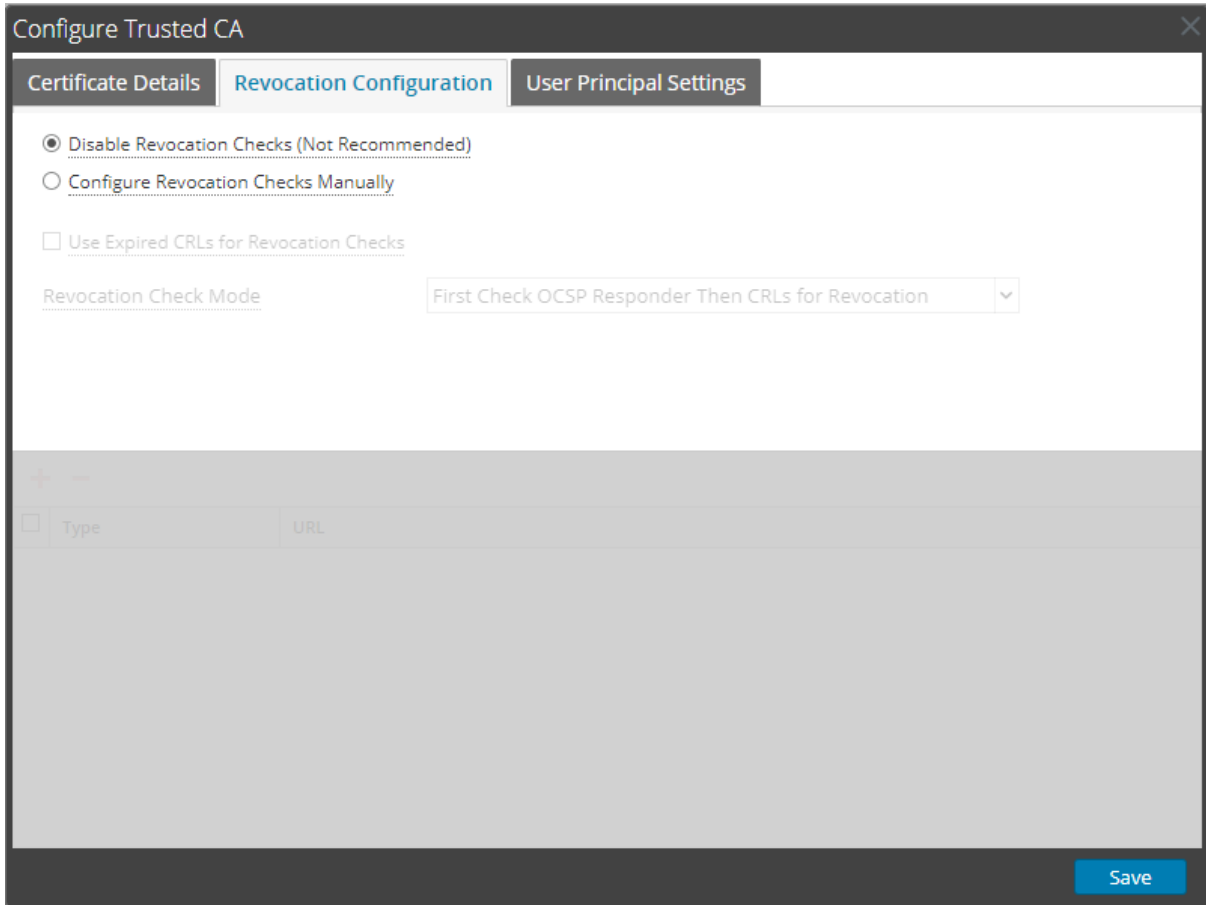 Configure Trusted CA
Certificate Details Revocation Configuration User Principal Settings
Disable Revocation Checks (Not Recommended)
Configure Revocation Checks Manually
Use Expired CRLs for Revocation Checks
Revocation Check Mode First Check OCSP Responder Then CRLs for Revocation
Type URL
Save